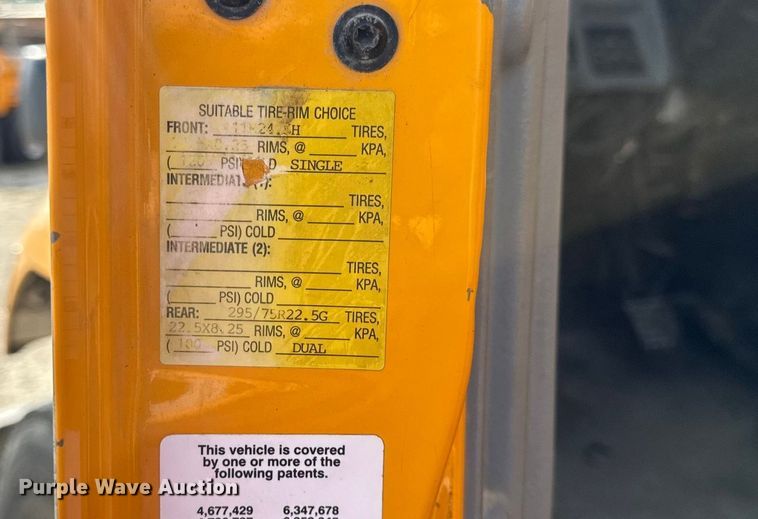 SUITABLE TIRE-RIM CHOICE
FRONT: TIRES,
RIMS, @ KPA,
( PSI) SINGLE
INTERMEDIATE
TIRES,
RIMS, @ KPA,
( PSI) COLD
INTERMEDIATE (2):
TIRES,
RIMS, @ KPA,
( PSI) COLD
REAR: 295/75R22.5G TIRES,
22.5X8.25 RIMS, @ KPA,
(100 PSI) COLD DUAL
This vehicle is covered
by one or more of the
following patents.
4,677,429 6,347,678
Purple Wave Auction